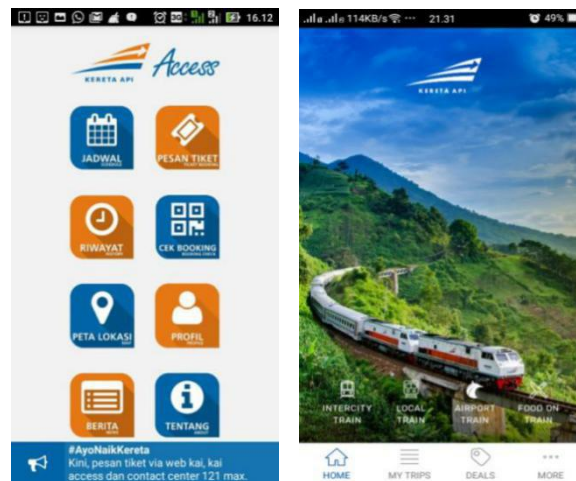 16.12
KERETA API
Access
JADWAL
PESAN TIKET
RIWAYAT
CEK BOOKING
PETA LOKASI
PROFIL
BERITA
TENTANG
#AyoNaikKereta
Kini, pesan tiket via web kai, kai
access dan contact center 121 max.
114KB/s 21.31 49%
KERETA API
INTERCITY TRAIN
LOCAL TRAIN
AIRPORT TRAIN
FOOD ON TRAIN
HOME
MY TRIPS
DEALS
MORE